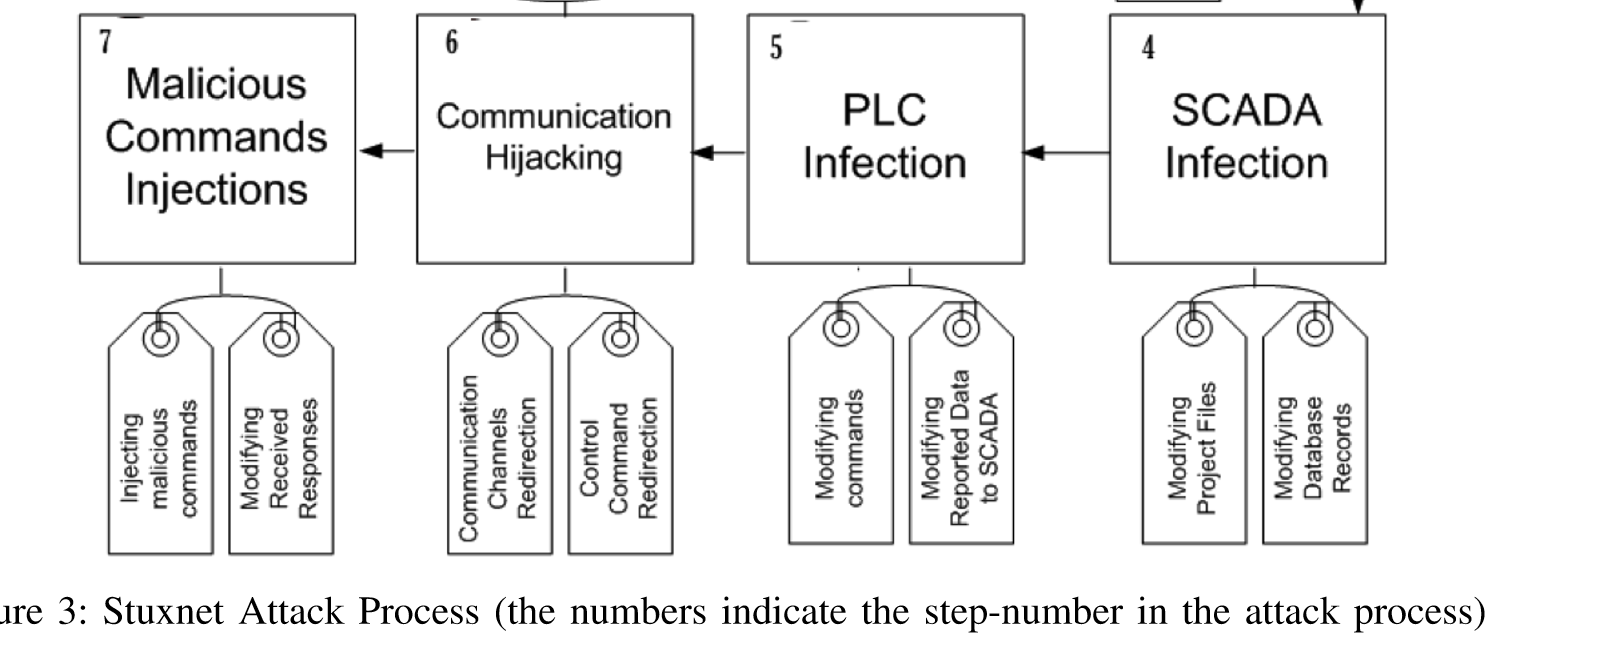 7
Malicious
Commands
Injections
6
Communication
Hijacking
5
PLC
Infection
4
SCADA
Infection
Injecting
malicious
commands
Modifying
Received
Responses
Communication
Channels
Redirection
Control
Command
Redirection
Modifying
commands
Modifying
Reported Data
to SCADA
Modifying
Project Files
Modifying
Database
Records
ure 3: Stuxnet Attack Process (the numbers indicate the step-number in the attack process)